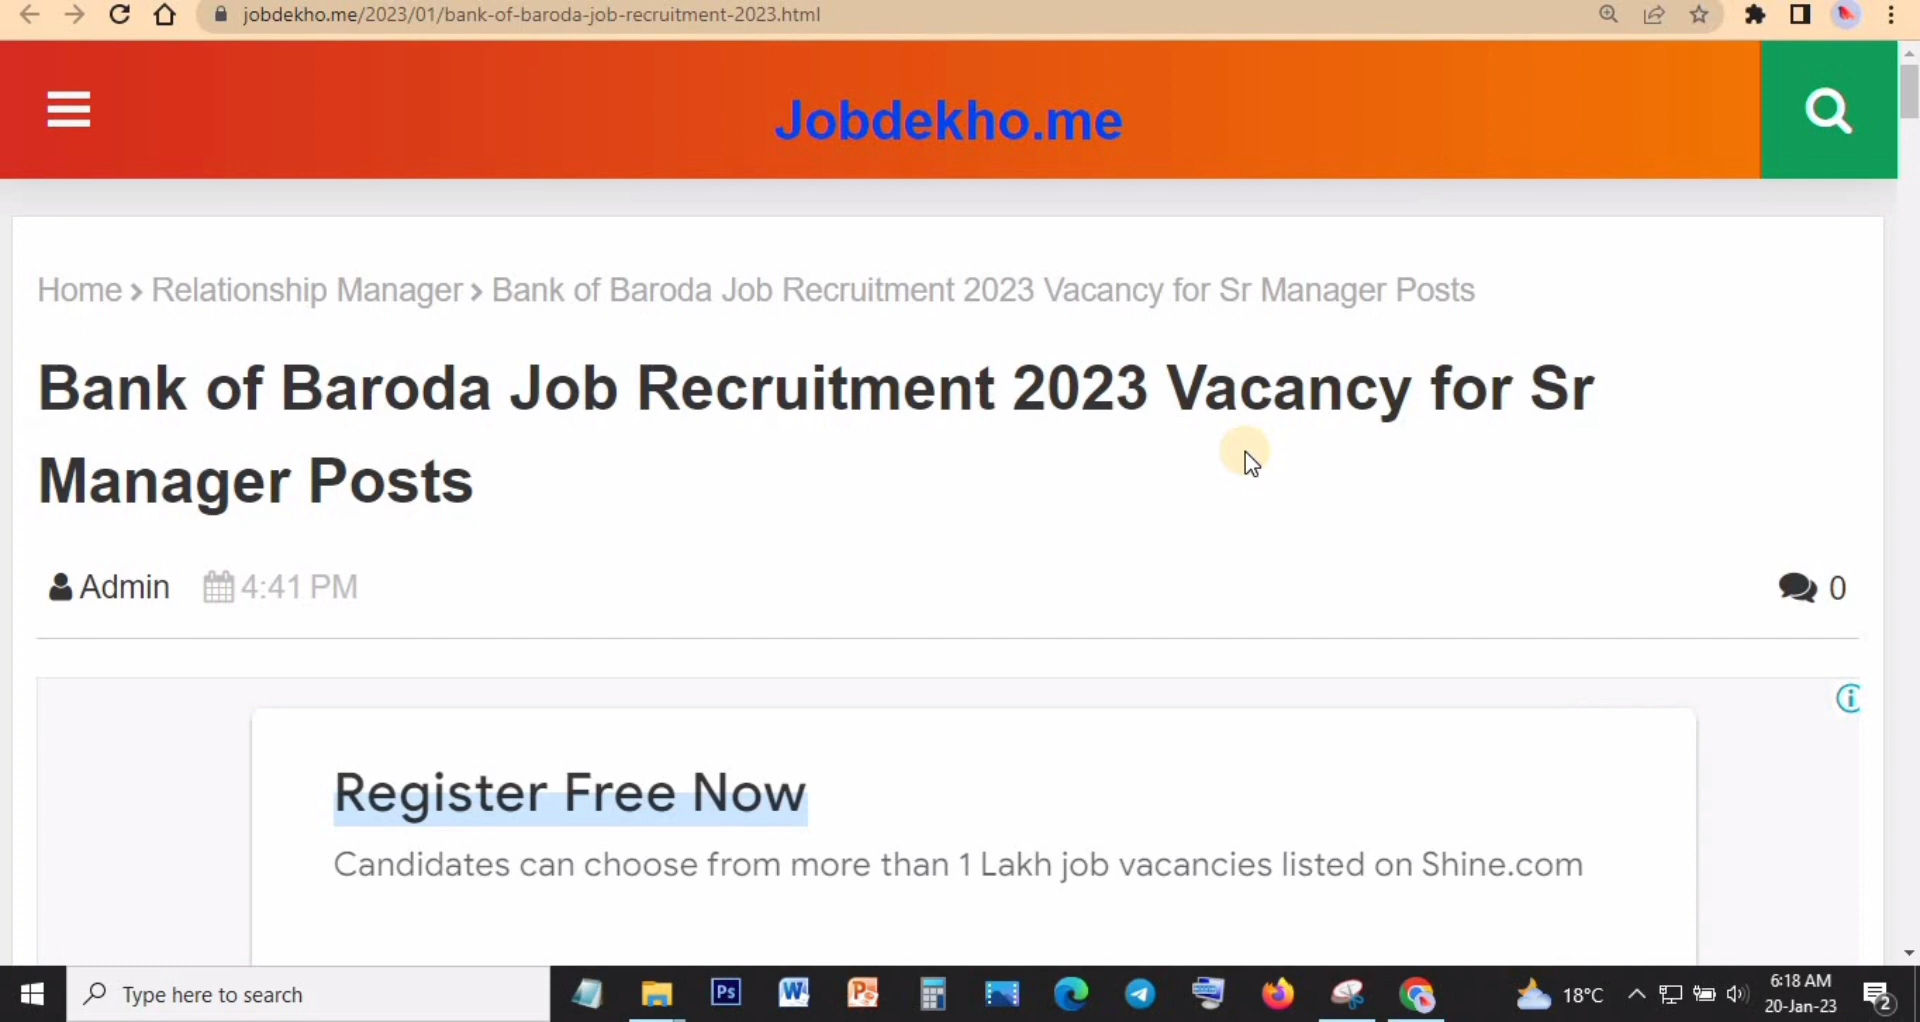 jobdekho.me/2023/01/bank-of-baroda-job-recruitment-2023.html
Jobdekho.me
Home › Relationship Manager › Bank of Baroda Job Recruitment 2023 Vacancy for Sr Manager Posts
Bank of Baroda Job Recruitment 2023 Vacancy for Sr
Manager Posts
Admin 4:41 PM 0
Register Free Now
Candidates can choose from more than 1 Lakh job vacancies listed on Shine.com
Type here to search Ps W P 18°C 6:18 AM
20-Jan-23 2